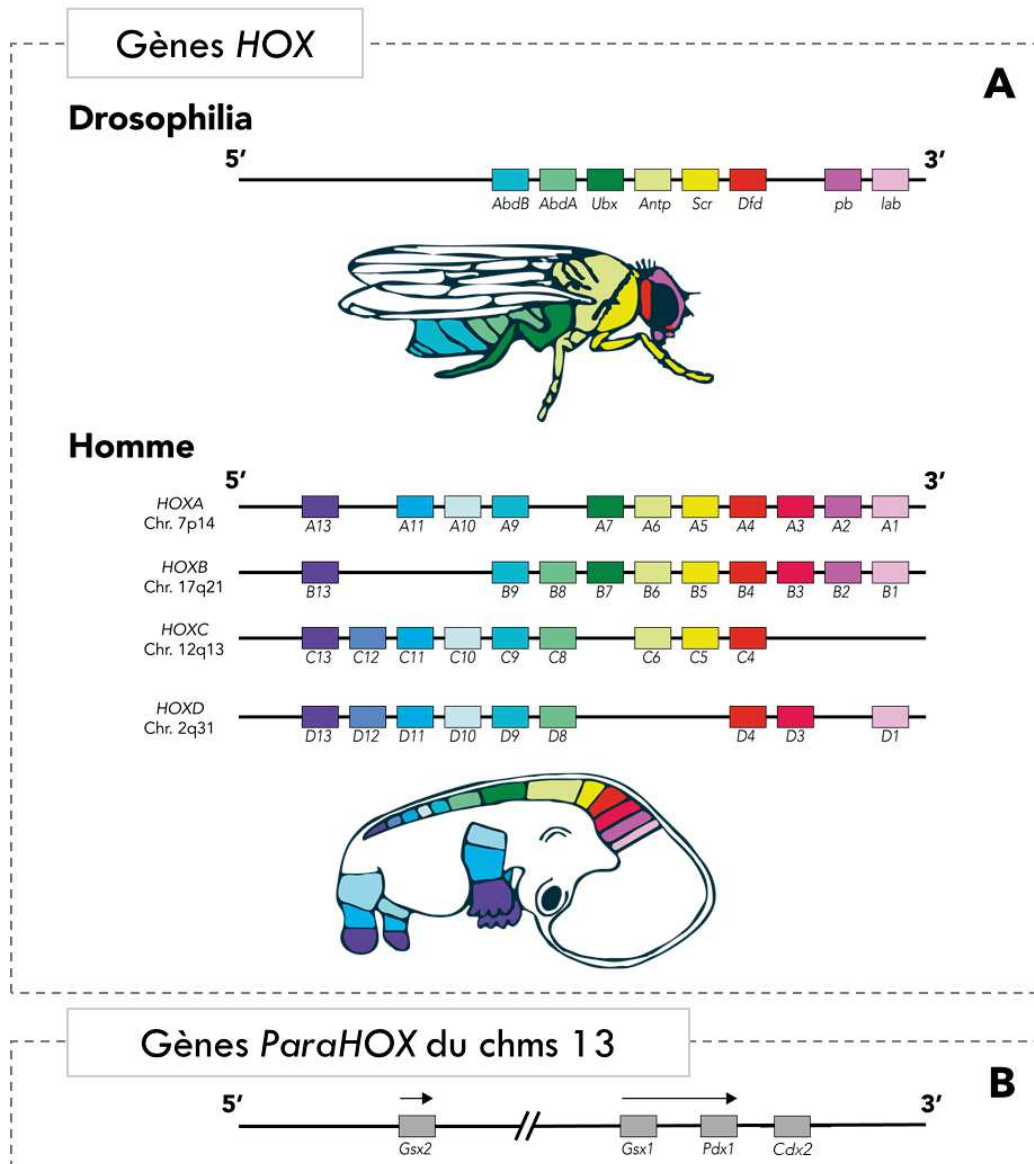 Gènes HOX
A
Drosophilia
5’ 3’
AbdB AbdA Ubx Antp Scr Dfd pb lab
Homme
5’ 3’
HOXA
Chr. 7p14
A13 A11 A10 A9 A7 A6 A5 A4 A3 A2 A1
HOXB
Chr. 17q21
B13 B9 B8 B7 B6 B5 B4 B3 B2 B1
HOXC
Chr. 12q13
C13 C12 C11 C10 C9 C8 C6 C5 C4
HOXD
Chr. 2q31
D13 D12 D11 D10 D9 D8 D4 D3 D1
Gènes ParaHOX du chms 13
B
5’ 3’
Gsx2 Gsx1 Pdx1 Cdx2